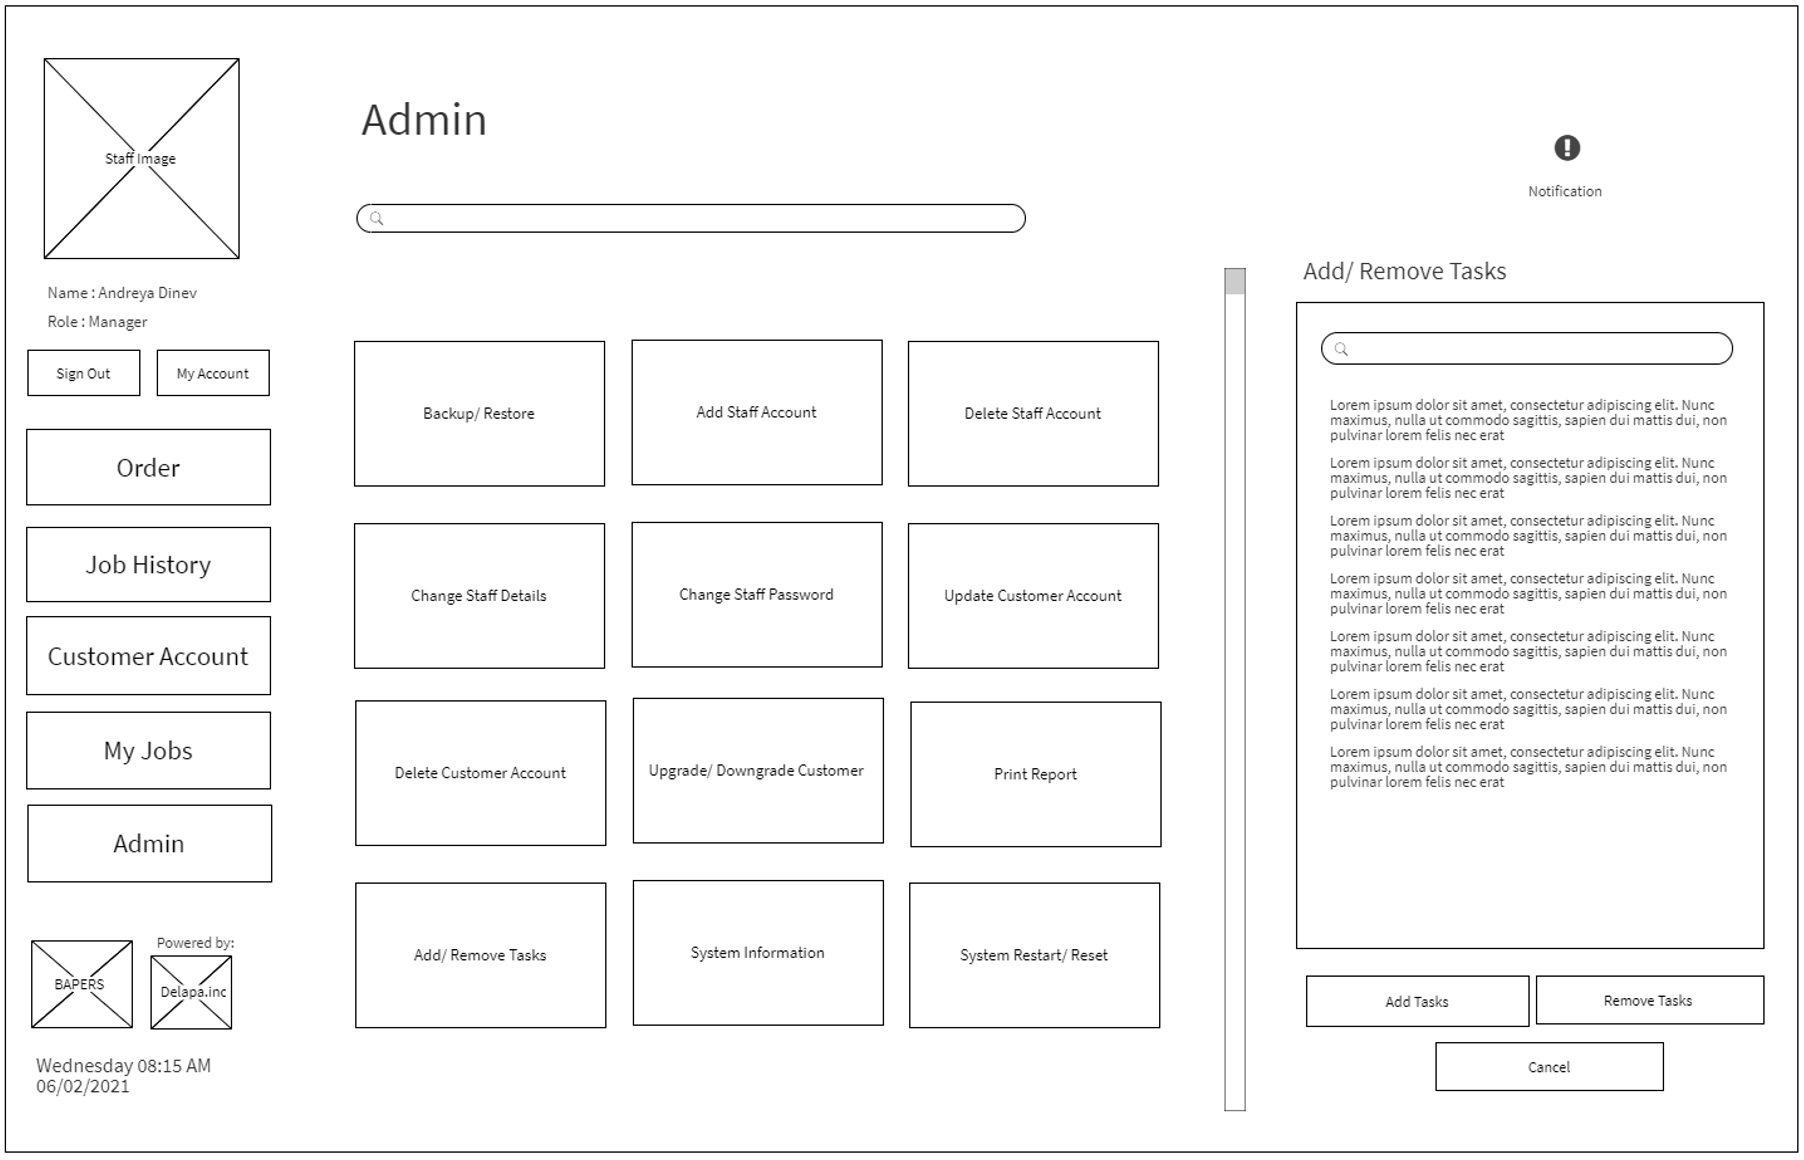 Staff Image
Name : Andreya Dinev
Role : Manager
Sign Out
My Account
Order
Job History
Customer Account
My Jobs
Admin
BAPERS
Powered by:
Delapa.inc
Wednesday 08:15 AM
06/02/2021
Admin
Backup/ Restore
Add Staff Account
Delete Staff Account
Change Staff Details
Change Staff Password
Update Customer Account
Delete Customer Account
Upgrade/ Downgrade Customer
Print Report
Add/ Remove Tasks
System Information
System Restart/ Reset
Notification
Add/ Remove Tasks
Lorem ipsum dolor sit amet, consectetur adipiscing elit. Nunc
maximus, nulla ut commodo sagittis, sapien dui mattis dui, non
pulvinar lorem felis nec erat
Lorem ipsum dolor sit amet, consectetur adipiscing elit. Nunc
maximus, nulla ut commodo sagittis, sapien dui mattis dui, non
pulvinar lorem felis nec erat
Lorem ipsum dolor sit amet, consectetur adipiscing elit. Nunc
maximus, nulla ut commodo sagittis, sapien dui mattis dui, non
pulvinar lorem felis nec erat
Lorem ipsum dolor sit amet, consectetur adipiscing elit. Nunc
maximus, nulla ut commodo sagittis, sapien dui mattis dui, non
pulvinar lorem felis nec erat
Lorem ipsum dolor sit amet, consectetur adipiscing elit. Nunc
maximus, nulla ut commodo sagittis, sapien dui mattis dui, non
pulvinar lorem felis nec erat
Lorem ipsum dolor sit amet, consectetur adipiscing elit. Nunc
maximus, nulla ut commodo sagittis, sapien dui mattis dui, non
pulvinar lorem felis nec erat
Lorem ipsum dolor sit amet, consectetur adipiscing elit. Nunc
maximus, nulla ut commodo sagittis, sapien dui mattis dui, non
pulvinar lorem felis nec erat
Add Tasks
Remove Tasks
Cancel